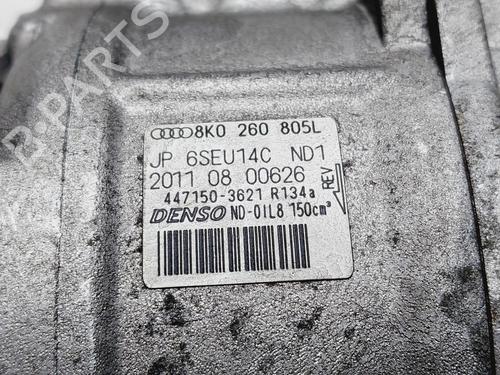 B-PARTS
8K0 260 805L
JP 6SEU14C ND1
2011 08 00626
REV
447150-3621 R134a
DENSO ND-OIL8 150cm³